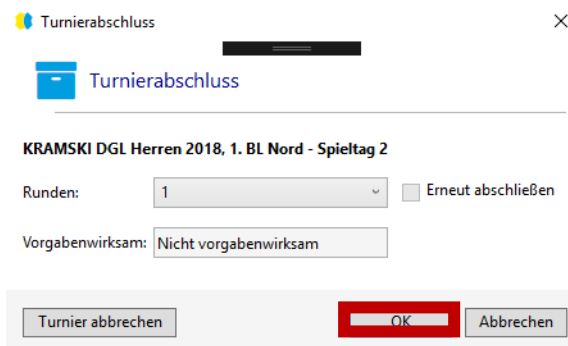 Turnierabschluss
Turnierabschluss
KRAMSKI DGL Herren 2018, 1. BL Nord - Spieltag 2
Runden: 1 Erneut abschließen
Vorgabenwirksam: Nicht vorgabenwirksam
Turnier abbrechen OK Abbrechen